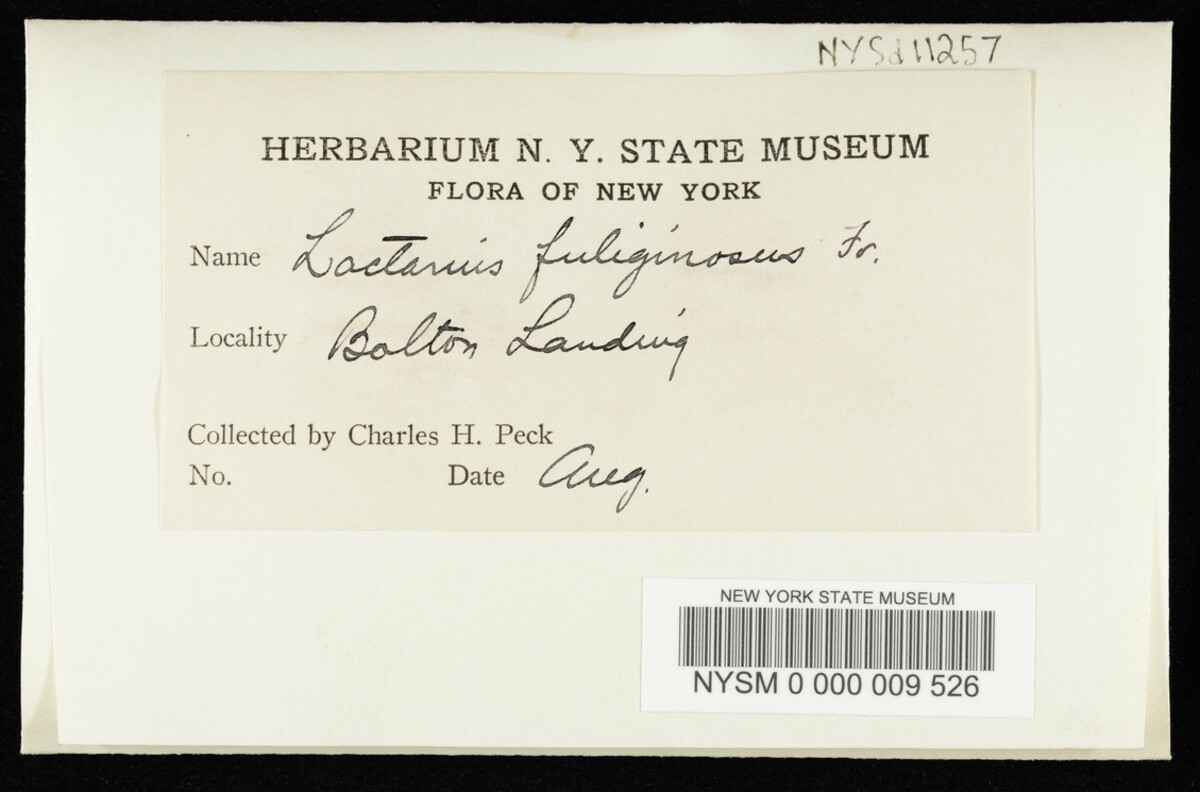 NYSd11257
HERBARIUM N. Y. STATE MUSEUM
FLORA OF NEW YORK
Name Lactarius fuliginosus Fr.
Locality Bolton Landing
Collected by Charles H. Peck
No. Date Aug.
NEW YORK STATE MUSEUM
NYSM 0 000 009 526